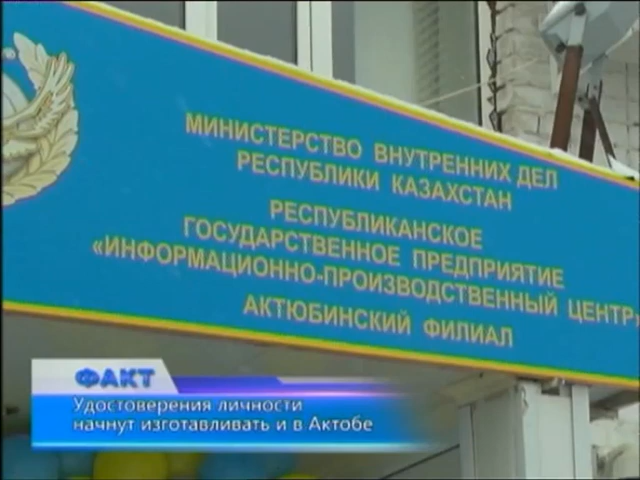 МИНИСТЕРСТВО ВНУТРЕННИХ ДЕЛ
РЕСПУБЛИКИ КАЗАХСТАН
РЕСПУБЛИКАНСКОЕ
ГОСУДАРСТВЕННОЕ ПРЕДПРИЯТИЕ
«ИНФОРМАЦИОННО-ПРОИЗВОДСТВЕННЫЙ ЦЕНТР»
АКТЮБИНСКИЙ ФИЛИАЛ
ФАКТ
Удостоверения личности
начнут изготавливать и в Актобе